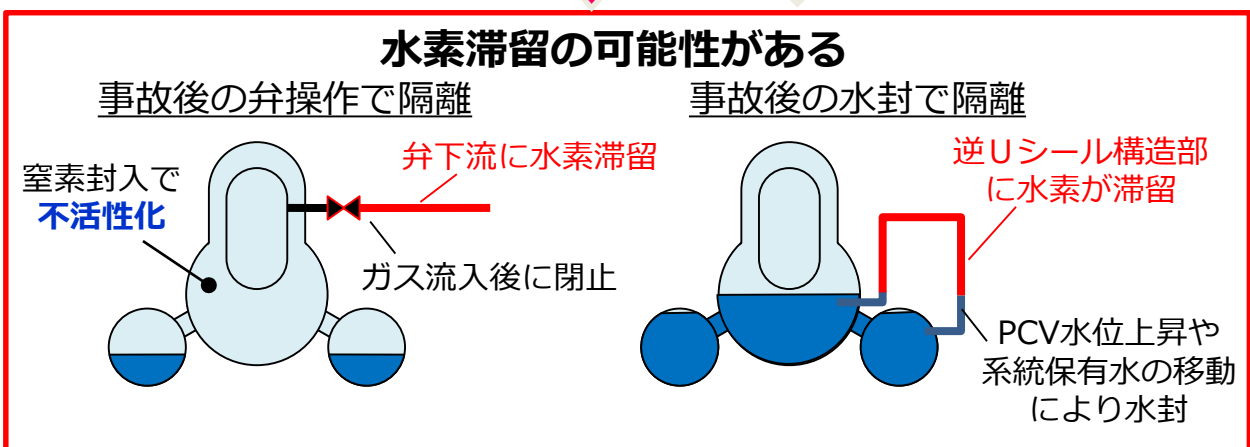 水素滞留の可能性がある
事故後の弁操作で隔離
窒素封入で
不活性化
弁下流に水素滞留
ガス流入後に閉止
事故後の水封で隔離
逆Uシール構造部
に水素が滞留
PCV水位上昇や
系統保有水の移動
により水封